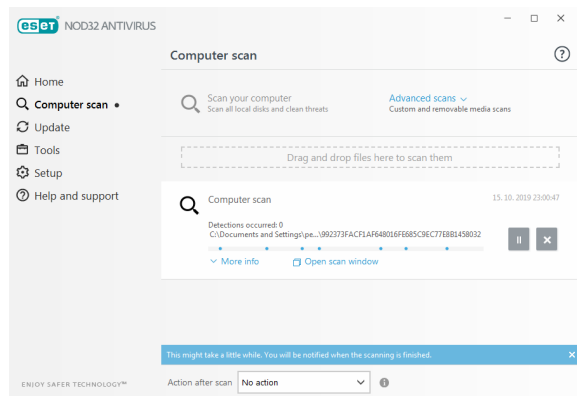 eset NOD32 ANTIVIRUS
Computer scan
?
Home
Computer scan
Update
Tools
Setup
Help and support
Scan your computer
Scan all local disks and clean threats
Advanced scans
Custom and removable media scans
Drag and drop files here to scan them
Computer scan
15. 10. 2019 23:00:47
Detections occurred: 0
C:\Documents and Settings\pe...\992373FACF1AF648016FE685C9EC77E8B1458032
More info
Open scan window
This might take a little while. You will be notified when the scanning is finished.
ENJOY SAFER TECHNOLOGY™
Action after scan No action